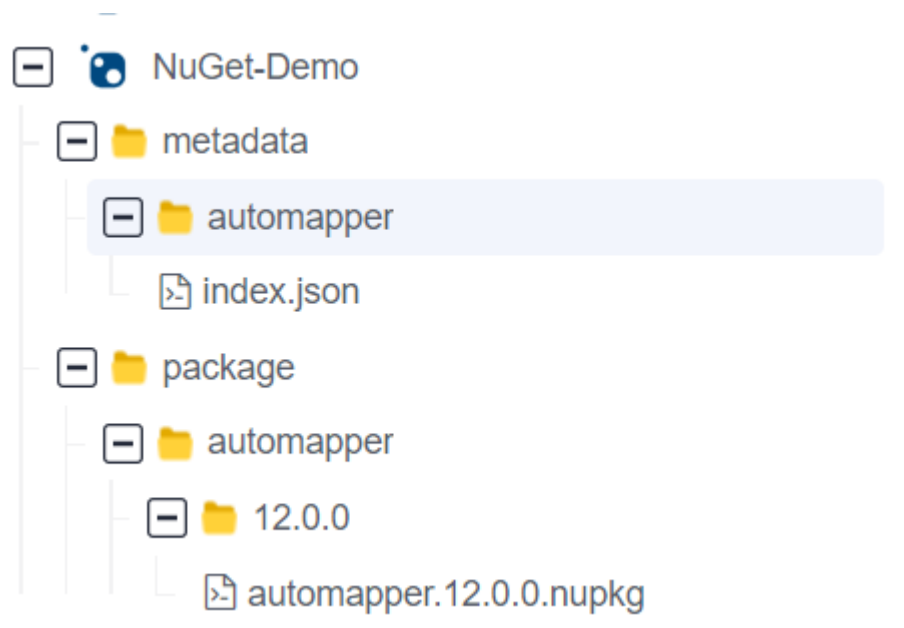 NuGet-Demo
metadata
automapper
index.json
package
automapper
12.0.0
automapper.12.0.0.nupkg